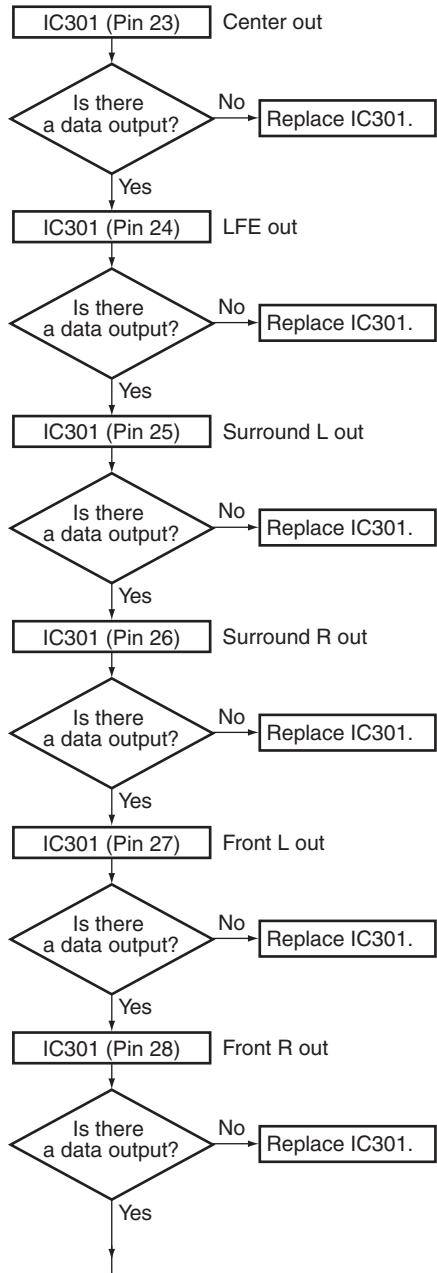 IC301 (Pin 23) Center out
Is there
a data output?
No
Replace IC301.
Yes
IC301 (Pin 24) LFE out
Is there
a data output?
No
Replace IC301.
Yes
IC301 (Pin 25) Surround L out
Is there
a data output?
No
Replace IC301.
Yes
IC301 (Pin 26) Surround R out
Is there
a data output?
No
Replace IC301.
Yes
IC301 (Pin 27) Front L out
Is there
a data output?
No
Replace IC301.
Yes
IC301 (Pin 28) Front R out
Is there
a data output?
No
Replace IC301.
Yes